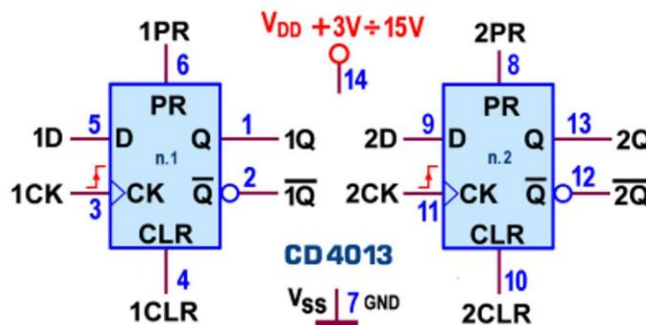 1PR V_DD +3V÷15V 2PR
6 14 8
PR PR
1D 5 D Q 1 1Q 2D 9 D Q 13 2Q
n.1 n.2
1CK 3 CK Q̅ 2 1Q̅ 2CK 11 CK Q̅ 12 2Q̅
CLR CLR
CD4013
4 10
V_SS 7 GND
1CLR 2CLR